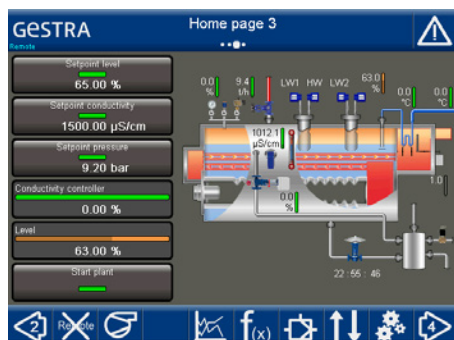 GESTRA
Home page 3
Remote
Setpoint level
65.00 %
Setpoint conductivity
1500.00 µS/cm
Setpoint pressure
9.20 bar
Conductivity controller
0.00 %
Level
63.00 %
Start plant
0.0
%
9.4
t/h
LW1 HW LW2
63.0
%
0.0
°C
0.0
°C
1012.1
µS/cm
1.0
0.0
%
22 : 55 : 46
2
Remote
f(x)
4